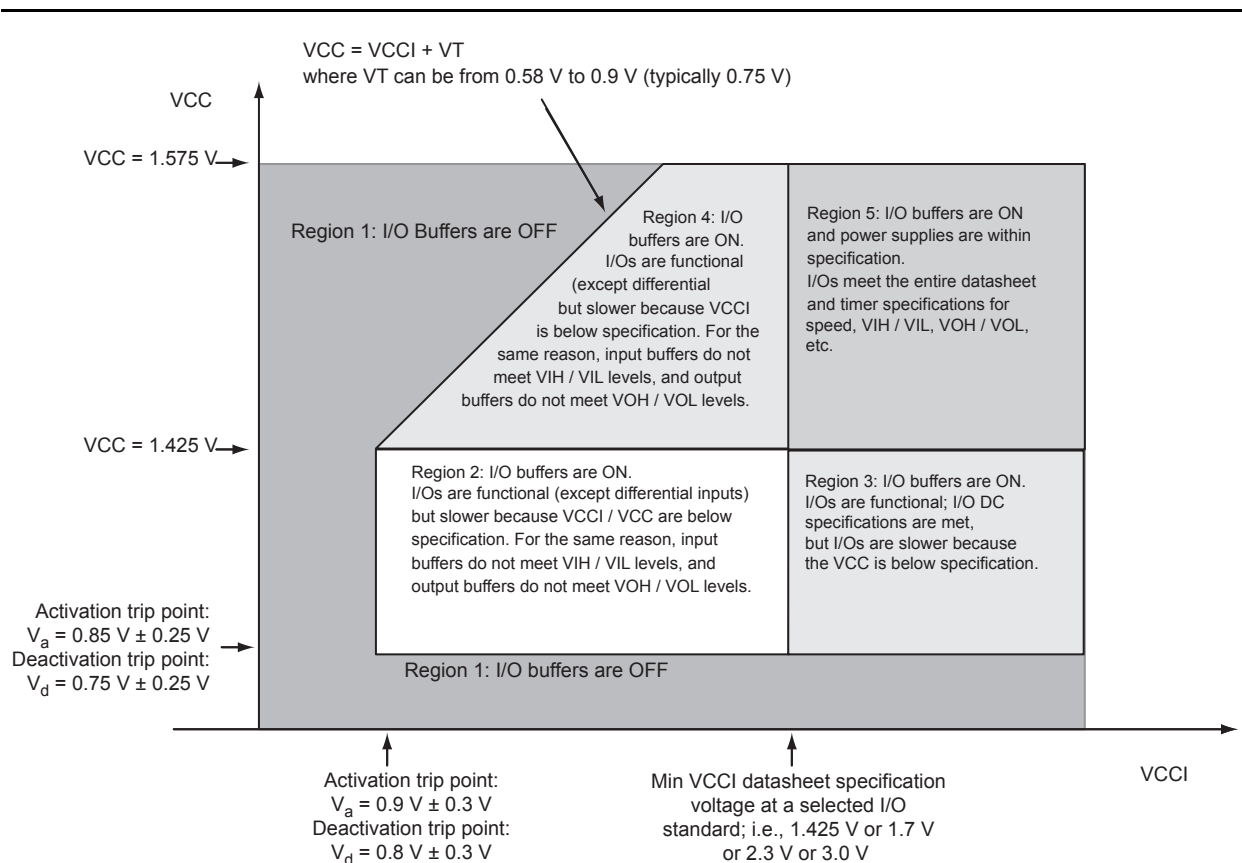 VCC = VCCI + VT
where VT can be from 0.58 V to 0.9 V (typically 0.75 V)
VCC
VCC = 1.575 V
Region 1: I/O Buffers are OFF
Region 4: I/O
buffers are ON.
I/Os are functional
(except differential
but slower because VCCI
is below specification. For the
same reason, input buffers do not
meet VIH / VIL levels, and output
buffers do not meet VOH / VOL levels.
Region 5: I/O buffers are ON
and power supplies are within
specification.
I/Os meet the entire datasheet
and timer specifications for
speed, VIH / VIL, VOH / VOL,
etc.
VCC = 1.425 V
Region 2: I/O buffers are ON.
I/Os are functional (except differential inputs)
but slower because VCCI / VCC are below
specification. For the same reason, input
buffers do not meet VIH / VIL levels, and
output buffers do not meet VOH / VOL levels.
Region 3: I/O buffers are ON.
I/Os are functional; I/O DC
specifications are met,
but I/Os are slower because
the VCC is below specification.
Activation trip point:
Va = 0.85 V ± 0.25 V
Deactivation trip point:
Vd = 0.75 V ± 0.25 V
Region 1: I/O buffers are OFF
Activation trip point:
Va = 0.9 V ± 0.3 V
Deactivation trip point:
Vd = 0.8 V ± 0.3 V
Min VCCI datasheet specification
voltage at a selected I/O
standard; i.e., 1.425 V or 1.7 V
or 2.3 V or 3.0 V
VCCI